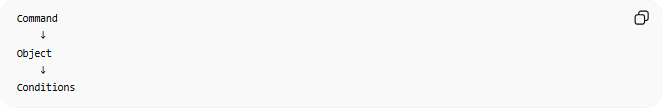 Command
↓
Object
↓
Conditions